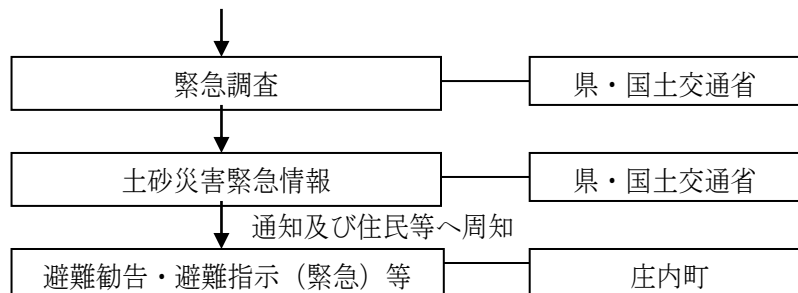 緊急調査
県・国土交通省
土砂災害緊急情報
県・国土交通省
通知及び住民等へ周知
避難勧告・避難指示（緊急）等
庄内町